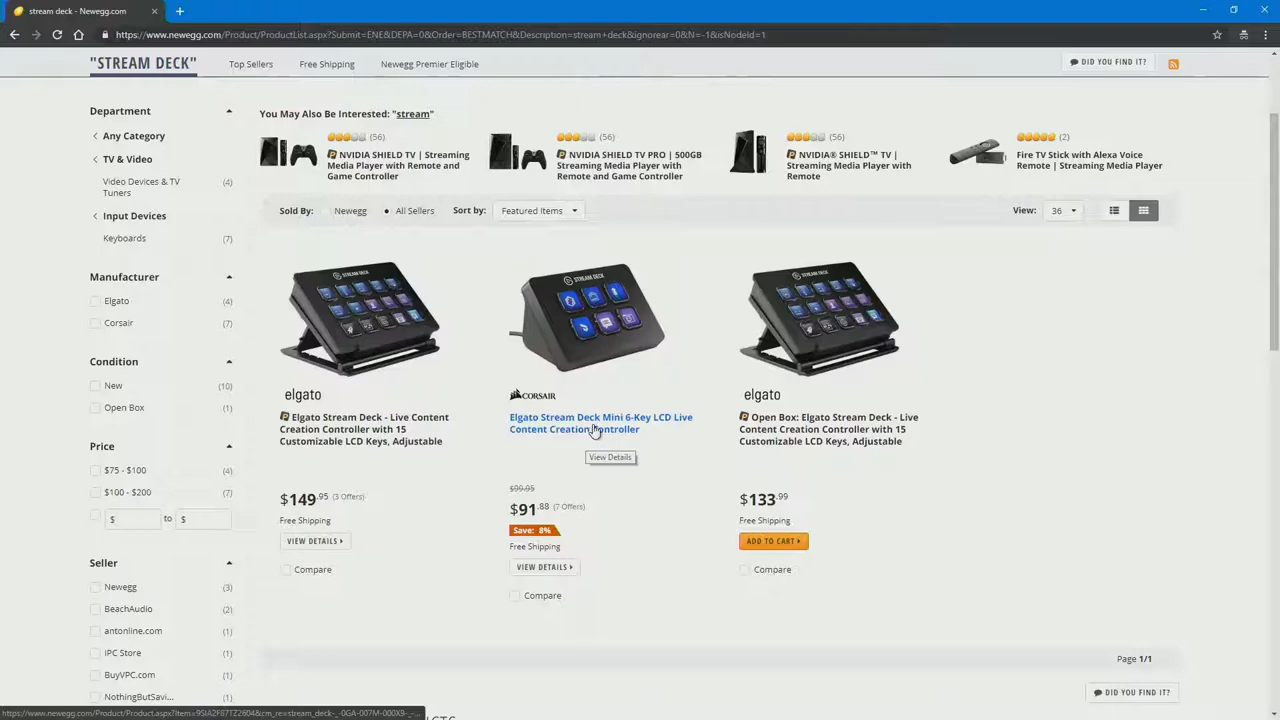 stream deck - Newegg.com
https://www.newegg.com/Product/ProductList.aspx?Submit=ENE&DEPA=0&Order=BESTMATCH&Description=stream+deck&ignorear=0&N=-1&isNodeId=1
"STREAM DECK"
Top Sellers
Free Shipping
Newegg Premier Eligible
DID YOU FIND IT?
Department
Any Category
TV & Video
Video Devices & TV
Tuners
(4)
Input Devices
Keyboards
(7)
Manufacturer
Elgato
(4)
Corsair
(7)
Condition
New
(10)
Open Box
(1)
Price
$75 - $100
(4)
$100 - $200
(7)
$
to
$
Seller
Newegg
(3)
BeachAudio
(2)
antonline.com
(1)
IPC Store
(1)
BuyVPC.com
(1)
NothingButSavi...
(1)
You May Also Be Interested: "stream"
(56)
NVIDIA SHIELD TV | Streaming
Media Player with Remote and
Game Controller
(56)
NVIDIA SHIELD TV PRO | 500GB
Streaming Media Player with
Remote and Game Controller
(56)
NVIDIA® SHIELD™ TV |
Streaming Media Player with
Remote
(2)
Fire TV Stick with Alexa Voice
Remote | Streaming Media Player
Sold By:
Newegg
All Sellers
Sort by:
Featured Items
View:
36
STREAM DECK
elgato
Elgato Stream Deck - Live Content
Creation Controller with 15
Customizable LCD Keys, Adjustable
$149.95 (3 Offers)
Free Shipping
VIEW DETAILS
Compare
STREAM DECK
CORSAIR
Elgato Stream Deck Mini 6-Key LCD Live
Content Creation Controller
View Details
$99.95
$91.88 (7 Offers)
Save: 8%
Free Shipping
VIEW DETAILS
Compare
STREAM DECK
elgato
Open Box: Elgato Stream Deck - Live
Content Creation Controller with 15
Customizable LCD Keys, Adjustable
$133.99
Free Shipping
ADD TO CART
Compare
Page 1/1
DID YOU FIND IT?